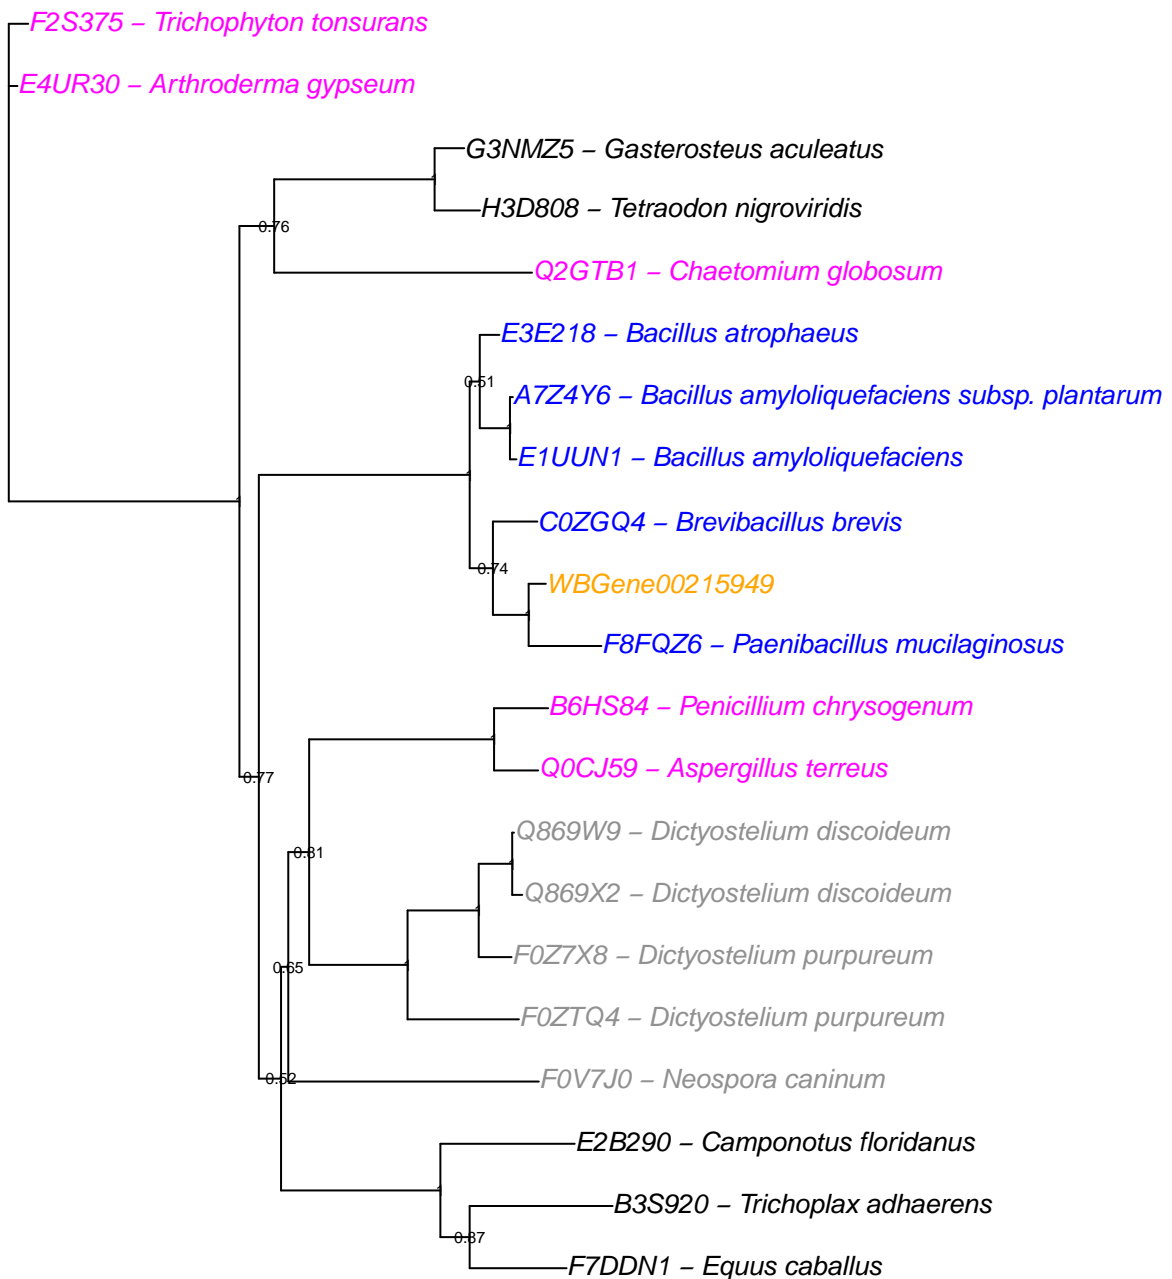 F2S375 – Trichophyton tonsurans
E4UR30 – Arthroderma gypseum
G3NMZ5 – Gasterosteus aculeatus
H3D808 – Tetraodon nigroviridis
0.76
Q2GTB1 – Chaetomium globosum
E3E218 – Bacillus atrophaeus
0.51
A7Z4Y6 – Bacillus amyloliquefaciens subsp. plantarum
E1UUN1 – Bacillus amyloliquefaciens
C0ZGQ4 – Brevibacillus brevis
0.74
WBGene00215949
F8FQZ6 – Paenibacillus mucilaginosus
B6HS84 – Penicillium chrysogenum
Q0CJ59 – Aspergillus terreus
0.77
Q869W9 – Dictyostelium discoideum
0.81
Q869X2 – Dictyostelium discoideum
F0Z7X8 – Dictyostelium purpureum
0.65
F0ZTQ4 – Dictyostelium purpureum
0.52
F0V7J0 – Neospora caninum
E2B290 – Camponotus floridanus
B3S920 – Trichoplax adhaerens
0.87
F7DDN1 – Equus caballus